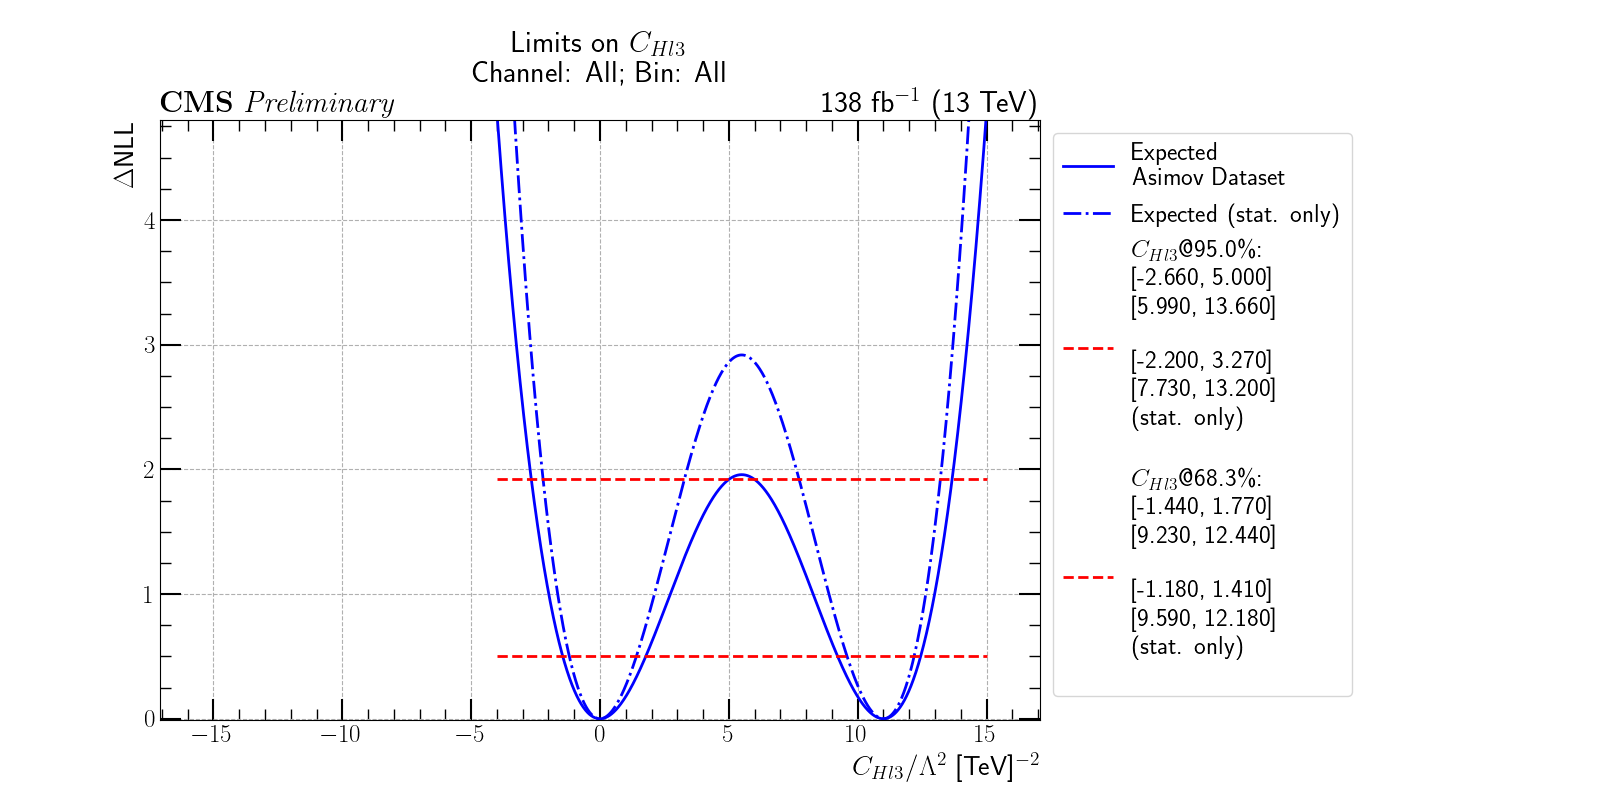 Limits on C_{Hl3}
Channel: All; Bin: All
CMS Preliminary
138 fb^{-1} (13 TeV)
ΔNLL
4
3
2
1
0
−15
−10
−5
0
5
10
15
C_{Hl3}/Λ^2 [TeV]^{-2}
Expected
Asimov Dataset
Expected (stat. only)
C_{Hl3}@95.0%:
[-2.660, 5.000]
[5.990, 13.660]
[-2.200, 3.270]
[7.730, 13.200]
(stat. only)
C_{Hl3}@68.3%:
[-1.440, 1.770]
[9.230, 12.440]
[-1.180, 1.410]
[9.590, 12.180]
(stat. only)